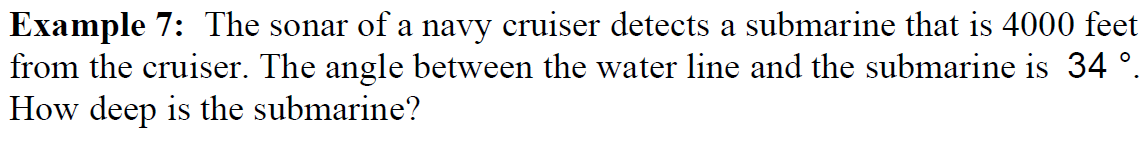 Example 7: The sonar of a navy cruiser detects a submarine that is 4000 feet
from the cruiser. The angle between the water line and the submarine is 34 °.
How deep is the submarine?